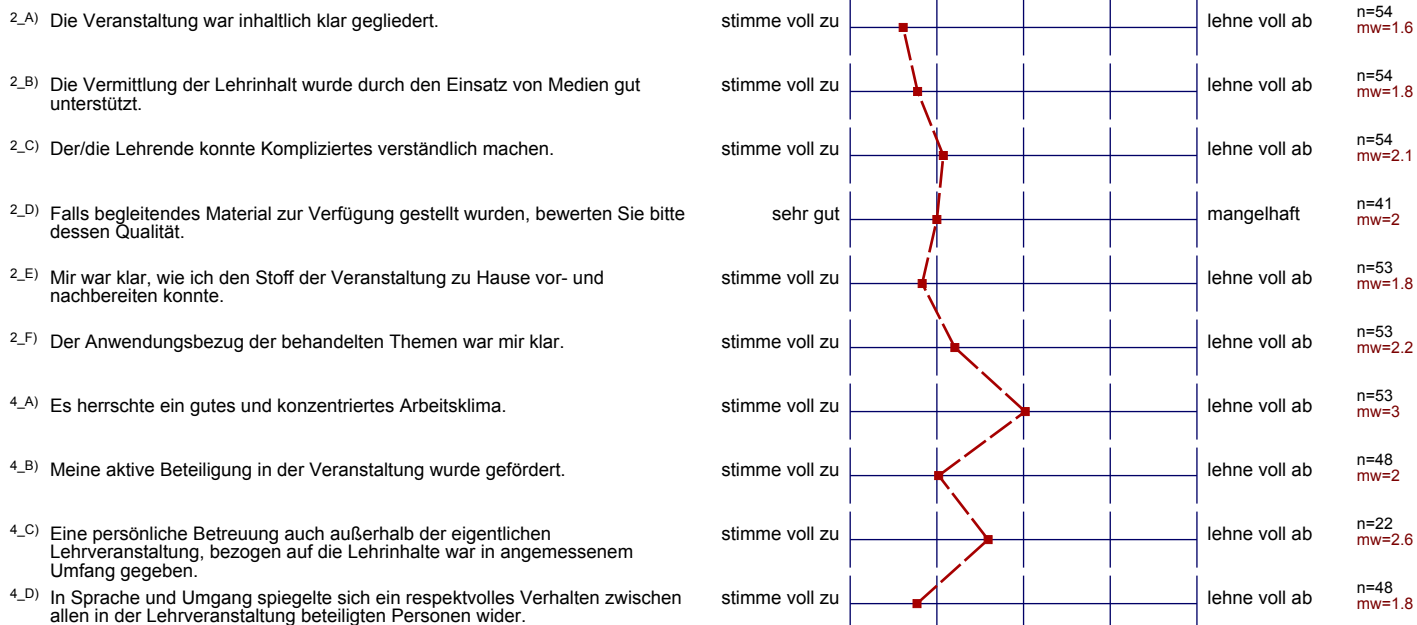 2_A) Die Veranstaltung war inhaltlich klar gegliedert. stimme voll zu lehne voll ab n=54
mw=1.6
2_B) Die Vermittlung der Lehrinhalt wurde durch den Einsatz von Medien gut
unterstützt. stimme voll zu lehne voll ab n=54
mw=1.8
2_C) Der/die Lehrende konnte Kompliziertes verständlich machen. stimme voll zu lehne voll ab n=54
mw=2.1
2_D) Falls begleitendes Material zur Verfügung gestellt wurden, bewerten Sie bitte
dessen Qualität. sehr gut mangelhaft n=41
mw=2
2_E) Mir war klar, wie ich den Stoff der Veranstaltung zu Hause vor- und
nachbereiten konnte. stimme voll zu lehne voll ab n=53
mw=1.8
2_F) Der Anwendungsbezug der behandelten Themen war mir klar. stimme voll zu lehne voll ab n=53
mw=2.2
4_A) Es herrschte ein gutes und konzentriertes Arbeitsklima. stimme voll zu lehne voll ab n=53
mw=3
4_B) Meine aktive Beteiligung in der Veranstaltung wurde gefördert. stimme voll zu lehne voll ab n=48
mw=2
4_C) Eine persönliche Betreuung auch außerhalb der eigentlichen
Lehrveranstaltung, bezogen auf die Lehrinhalte war in angemessenem
Umfang gegeben. stimme voll zu lehne voll ab n=22
mw=2.6
4_D) In Sprache und Umgang spiegelte sich ein respektvolles Verhalten zwischen
allen in der Lehrveranstaltung beteiligten Personen wider. stimme voll zu lehne voll ab n=48
mw=1.8